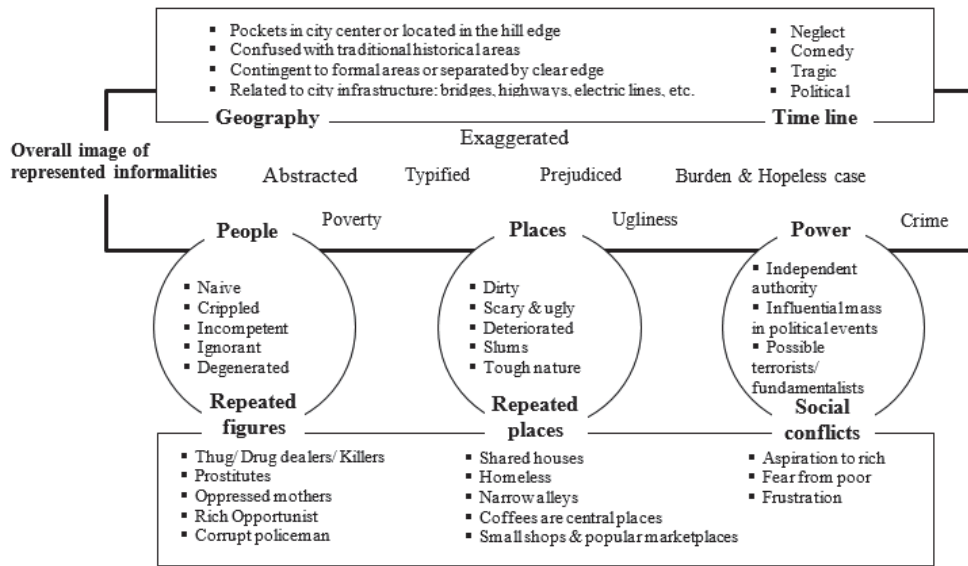 ▪ Pockets in city center or located in the hill edge
▪ Confused with traditional historical areas
▪ Contingent to formal areas or separated by clear edge
▪ Related to city infrastructure: bridges, highways, electric lines, etc.
Geography
▪ Neglect
▪ Comedy
▪ Tragic
▪ Political
Time line
Overall image of
represented informalities
Exaggerated
Abstracted Typified Prejudiced Burden & Hopeless case
Poverty Ugliness Crime
People
▪ Naive
▪ Crippled
▪ Incompetent
▪ Ignorant
▪ Degenerated
Repeated
figures
Places
▪ Dirty
▪ Scary & ugly
▪ Deteriorated
▪ Slums
▪ Tough nature
Repeated
places
Power
▪ Independent
authority
▪ Influential mass
in political events
▪ Possible
terrorists/
fundamentalists
Social
conflicts
▪ Thug/ Drug dealers/ Killers
▪ Prostitutes
▪ Oppressed mothers
▪ Rich Opportunist
▪ Corrupt policeman
▪ Shared houses
▪ Homeless
▪ Narrow alleys
▪ Coffees are central places
▪ Small shops & popular marketplaces
▪ Aspiration to rich
▪ Fear from poor
▪ Frustration